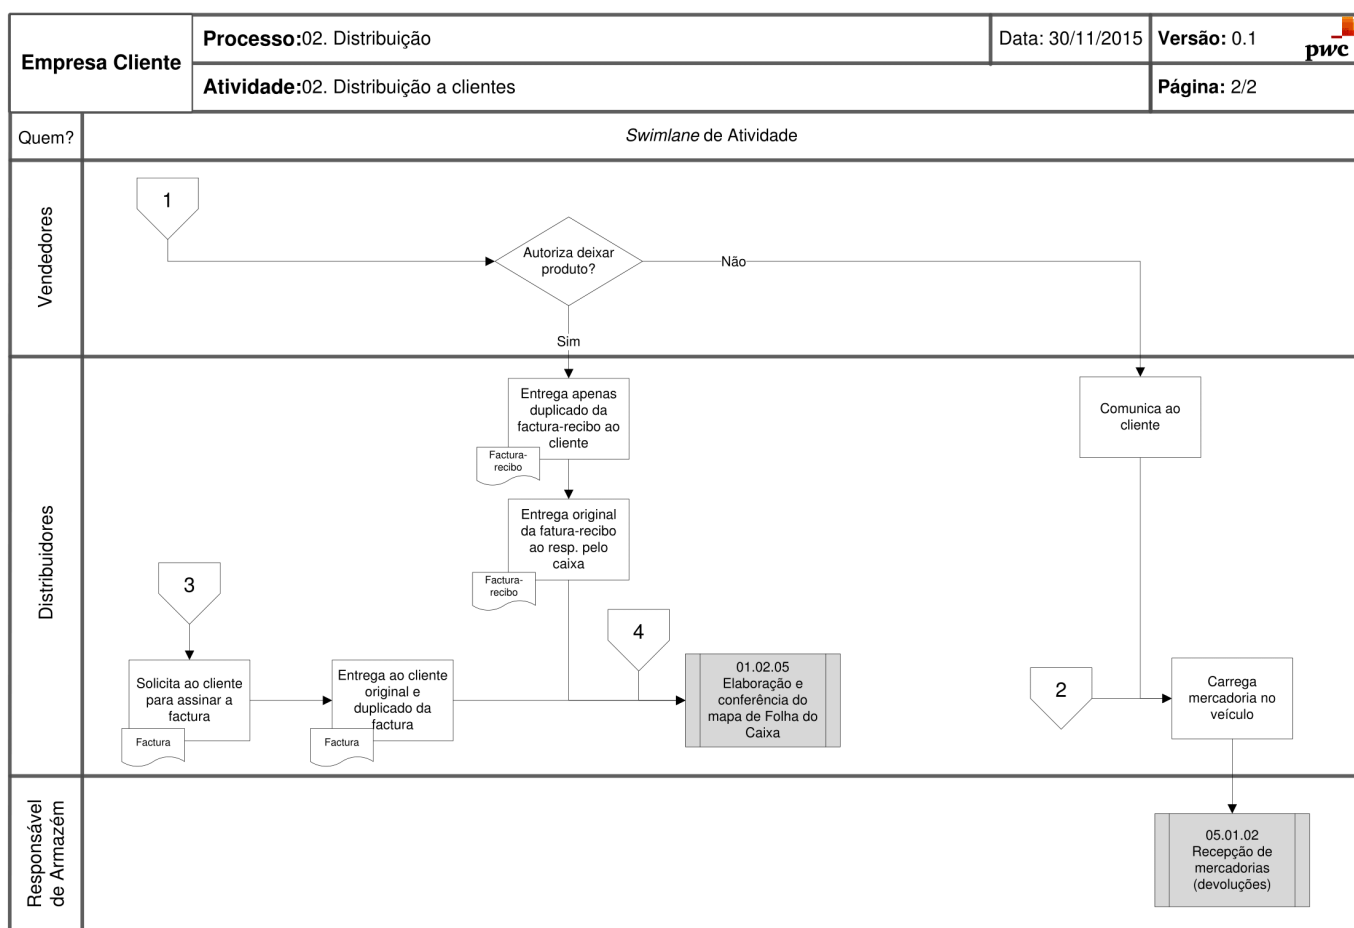 Empresa Cliente
Processo:02. Distribuição
Data: 30/11/2015
Versão: 0.1
pwc
Atividade:02. Distribuição a clientes
Página: 2/2
Quem?
Swimlane de Atividade
Vendedores
1
Autoriza deixar
produto?
Não
Sim
Distribuidores
Entrega apenas
duplicado da
factura-recibo ao
cliente
Factura-
recibo
Comunica ao
cliente
Entrega original
da fatura-recibo
ao resp. pelo
caixa
Factura-
recibo
3
4
Solicita ao cliente
para assinar a
factura
Factura
Entrega ao cliente
original e
duplicado da
factura
Factura
01.02.05
Elaboração e
conferência do
mapa de Folha do
Caixa
2
Carrega
mercadoria no
veículo
Responsável
de Armazém
05.01.02
Recepção de
mercadorias
(devoluções)